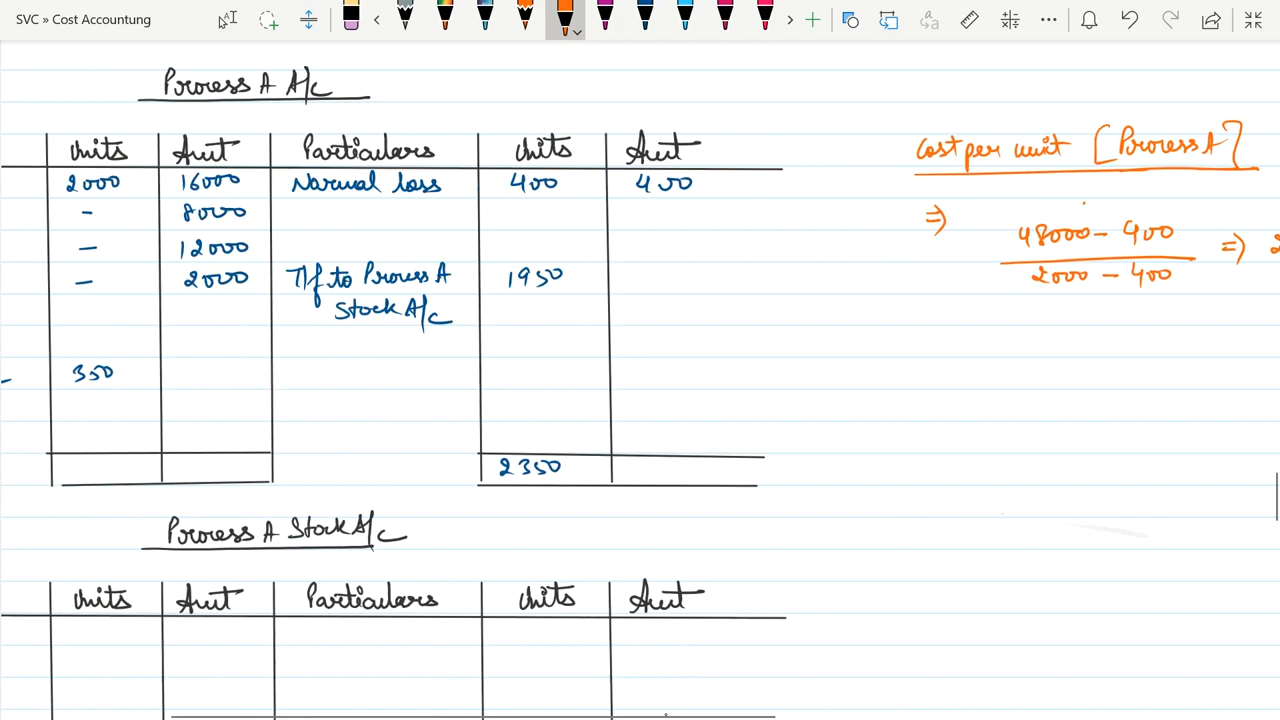 SVC » Cost Accountung
Process A A/c
Units Amt Particulars Units Amt
2000 16000 Normal loss 400 400
- 8000
- 12000
- 2000 T/f to Process A 1950
Stock A/c
- 350
2350
Cost per unit [Process A]
⇒ 48000 - 400 ⇒ 2
2000 - 400
Process A Stock A/c
Units Amt Particulars Units Amt